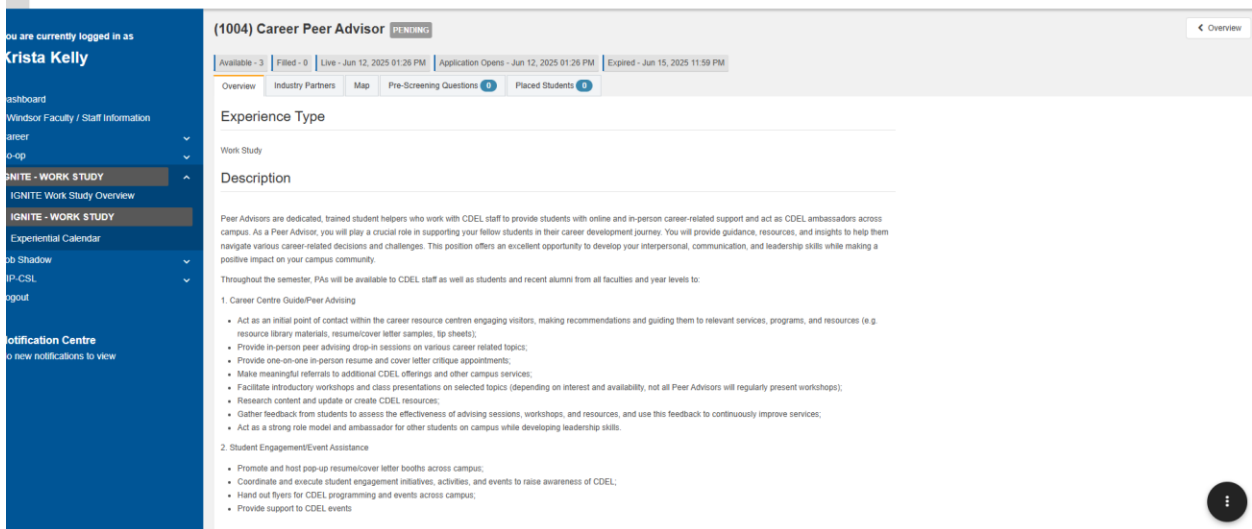 ou are currently logged in as
Krista Kelly
ashboard
Windsor Faculty / Staff Information
areer
o-op
GNITE - WORK STUDY
IGNITE Work Study Overview
IGNITE - WORK STUDY
Experiential Calendar
ob Shadow
IP-CSL
ogout
Notification Centre
o new notifications to view
(1004) Career Peer Advisor PENDING
Overview
Available - 3 Filled - 0 Live - Jun 12, 2025 01:26 PM Application Opens - Jun 12, 2025 01:26 PM Expired - Jun 15, 2025 11:59 PM
Overview Industry Partners Map Pre-Screening Questions 0 Placed Students 0
Experience Type
Work Study
Description
Peer Advisors are dedicated, trained student helpers who work with CDEL staff to provide students with online and in-person career-related support and act as CDEL ambassadors across
campus. As a Peer Advisor, you will play a crucial role in supporting your fellow students in their career development journey. You will provide guidance, resources, and insights to help them
navigate various career-related decisions and challenges. This position offers an excellent opportunity to develop your interpersonal, communication, and leadership skills while making a
positive impact on your campus community.
Throughout the semester, PAs will be available to CDEL staff as well as students and recent alumni from all faculties and year levels to:
1. Career Centre Guide/Peer Advising
• Act as an initial point of contact within the career resource centren engaging visitors, making recommendations and guiding them to relevant services, programs, and resources (e.g.
resource library materials, resume/cover letter samples, tip sheets);
• Provide in-person peer advising drop-in sessions on various career related topics;
• Provide one-on-one in-person resume and cover letter critique appointments;
• Make meaningful referrals to additional CDEL offerings and other campus services;
• Facilitate introductory workshops and class presentations on selected topics (depending on interest and availability, not all Peer Advisors will regularly present workshops);
• Research content and update or create CDEL resources;
• Gather feedback from students to assess the effectiveness of advising sessions, workshops, and resources, and use this feedback to continuously improve services;
• Act as a strong role model and ambassador for other students on campus while developing leadership skills.
2. Student Engagement/Event Assistance
• Promote and host pop-up resume/cover letter booths across campus;
• Coordinate and execute student engagement initiatives, activities, and events to raise awareness of CDEL;
• Hand out flyers for CDEL programming and events across campus;
• Provide support to CDEL events